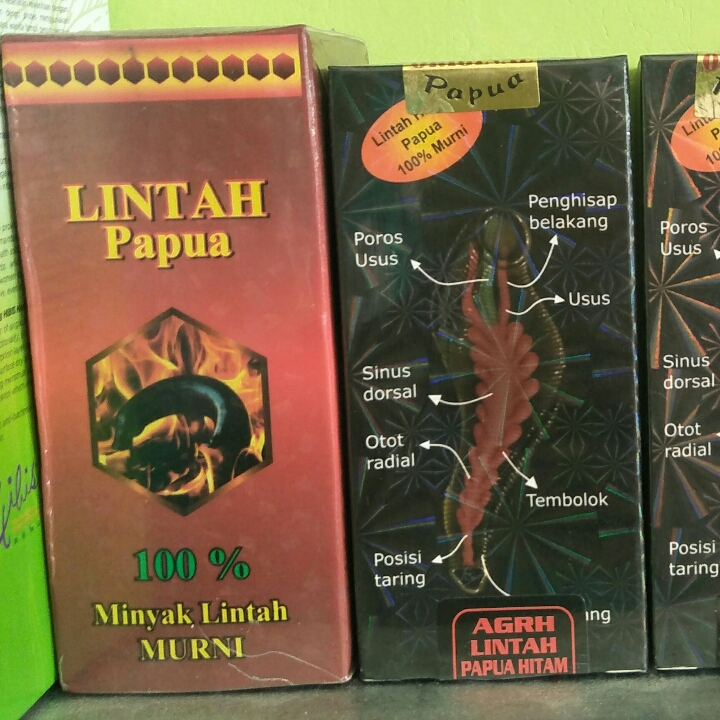 LINTAH
Papua
100 %
Minyak Lintah
MURNI
Papua
Lintah
Papua
100% Murni
Penghisap
belakang
Poros
Usus
Usus
Sinus
dorsal
Otot
radial
Tembolok
Posisi
taring
AGRH
LINTAH
PAPUA HITAM
Poros
Usus
Sinus
dorsal
Otot
radial
Posisi
taring